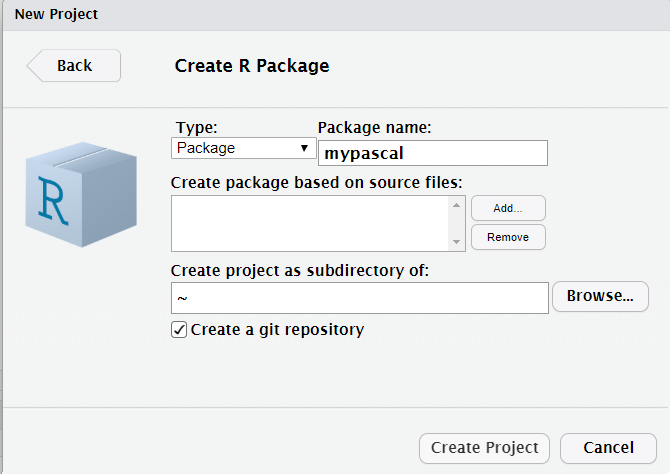 New Project
Back
Create R Package
Type:
Package name:
Package
mypascal
Create package based on source files:
R
Add...
Remove
Create project as subdirectory of:
~
Browse...
Create a git repository
Create Project
Cancel